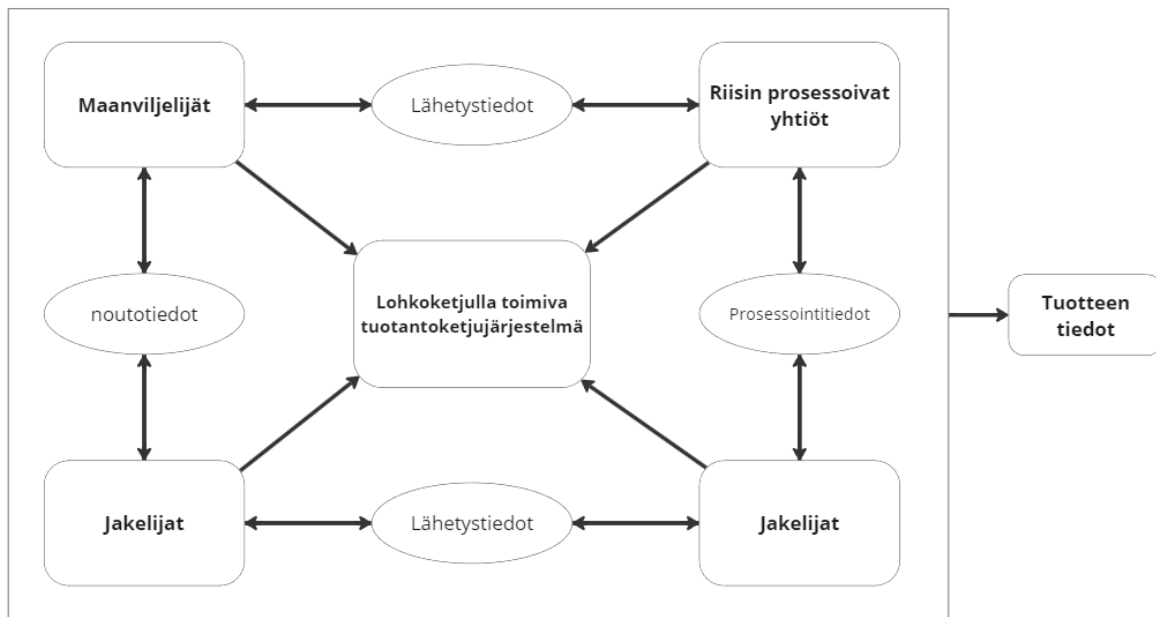 Maanviljelijät
Lähetystiedot
Riisin prosessoivat
yhtiöt
Lohkoketjulla toimiva
tuotantoketjujärjestelmä
noutotiedot
Prosessointitiedot
Tuotteen
tiedot
Jakelijat
Lähetystiedot
Jakelijat